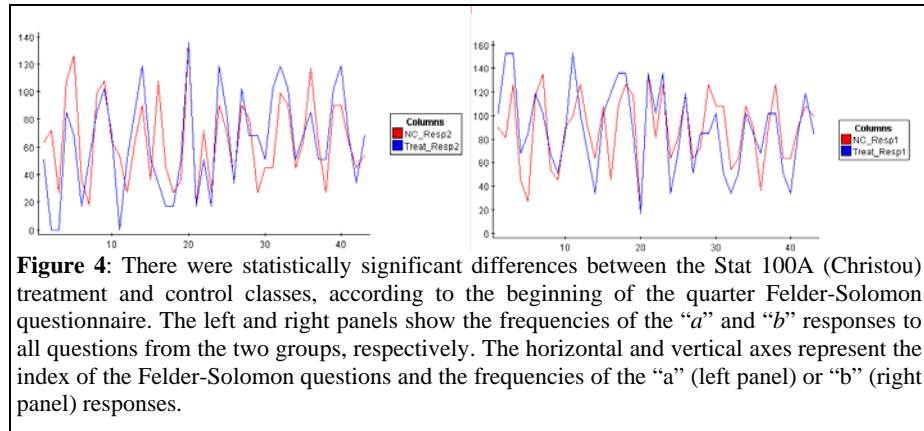 140
120
100
80
60
40
20
0
10
20
30
40
Columns
NC_Resp2
Treat_Resp2
160
140
120
100
80
60
40
20
0
10
20
30
40
Columns
NC_Resp1
Treat_Resp1
Figure 4: There were statistically significant differences between the Stat 100A (Christou)
treatment and control classes, according to the beginning of the quarter Felder-Solomon
questionnaire. The left and right panels show the frequencies of the “a” and “b” responses to
all questions from the two groups, respectively. The horizontal and vertical axes represent the
index of the Felder-Solomon questions and the frequencies of the “a” (left panel) or “b” (right
panel) responses.